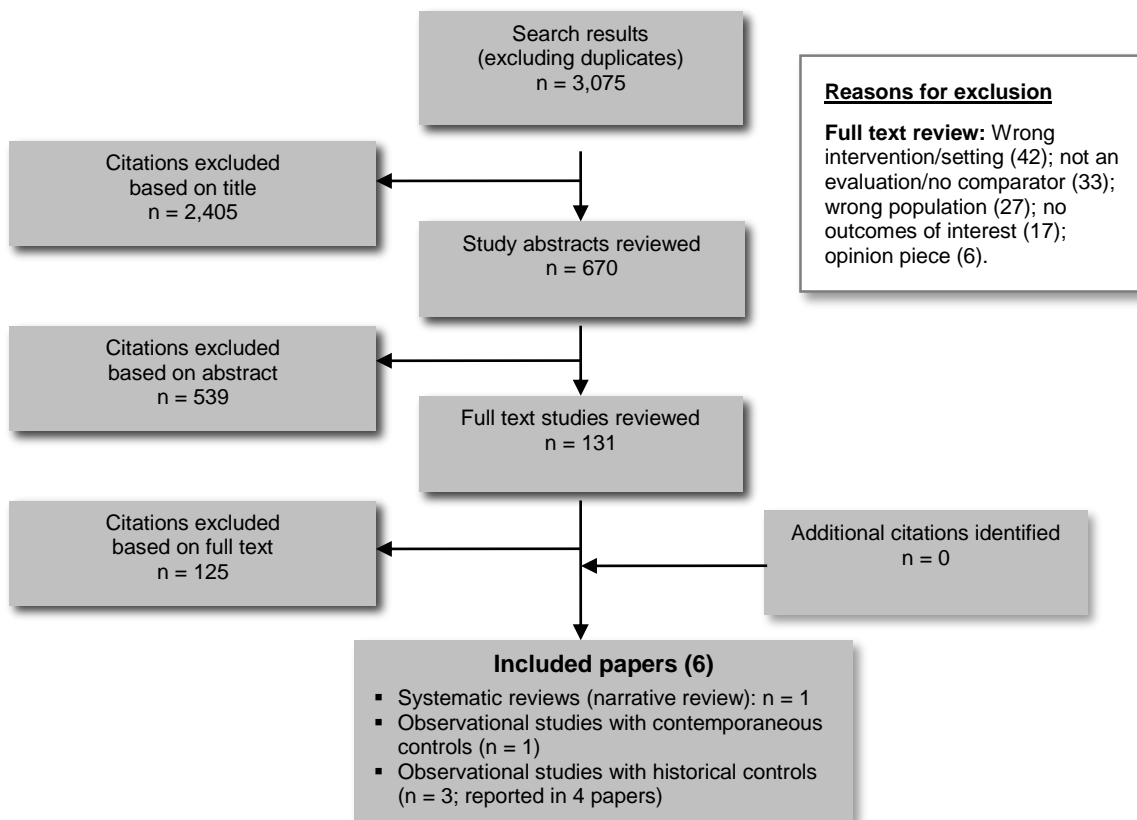 Search results
(excluding duplicates)
n = 3,075
Reasons for exclusion
Full text review: Wrong
intervention/setting (42); not an
evaluation/no comparator (33);
wrong population (27); no
outcomes of interest (17);
opinion piece (6).
Citations excluded
based on title
n = 2,405
Study abstracts reviewed
n = 670
Citations excluded
based on abstract
n = 539
Full text studies reviewed
n = 131
Citations excluded
based on full text
n = 125
Additional citations identified
n = 0
Included papers (6)
▪ Systematic reviews (narrative review): n = 1
▪ Observational studies with contemporaneous
controls (n = 1)
▪ Observational studies with historical controls
(n = 3; reported in 4 papers)